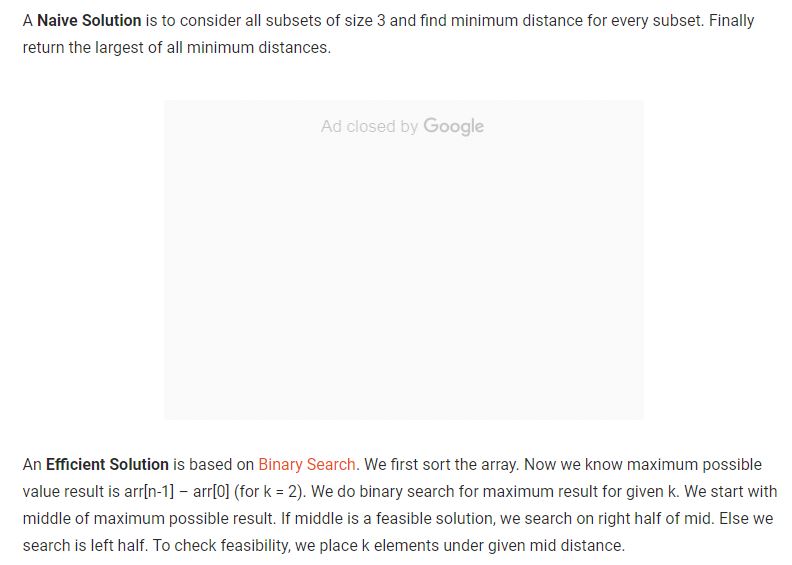 A Naive Solution is to consider all subsets of size 3 and find minimum distance for every subset. Finally
return the largest of all minimum distances.
Ad closed by Google
An Efficient Solution is based on Binary Search. We first sort the array. Now we know maximum possible
value result is arr[n-1] – arr[0] (for k = 2). We do binary search for maximum result for given k. We start with
middle of maximum possible result. If middle is a feasible solution, we search on right half of mid. Else we
search is left half. To check feasibility, we place k elements under given mid distance.